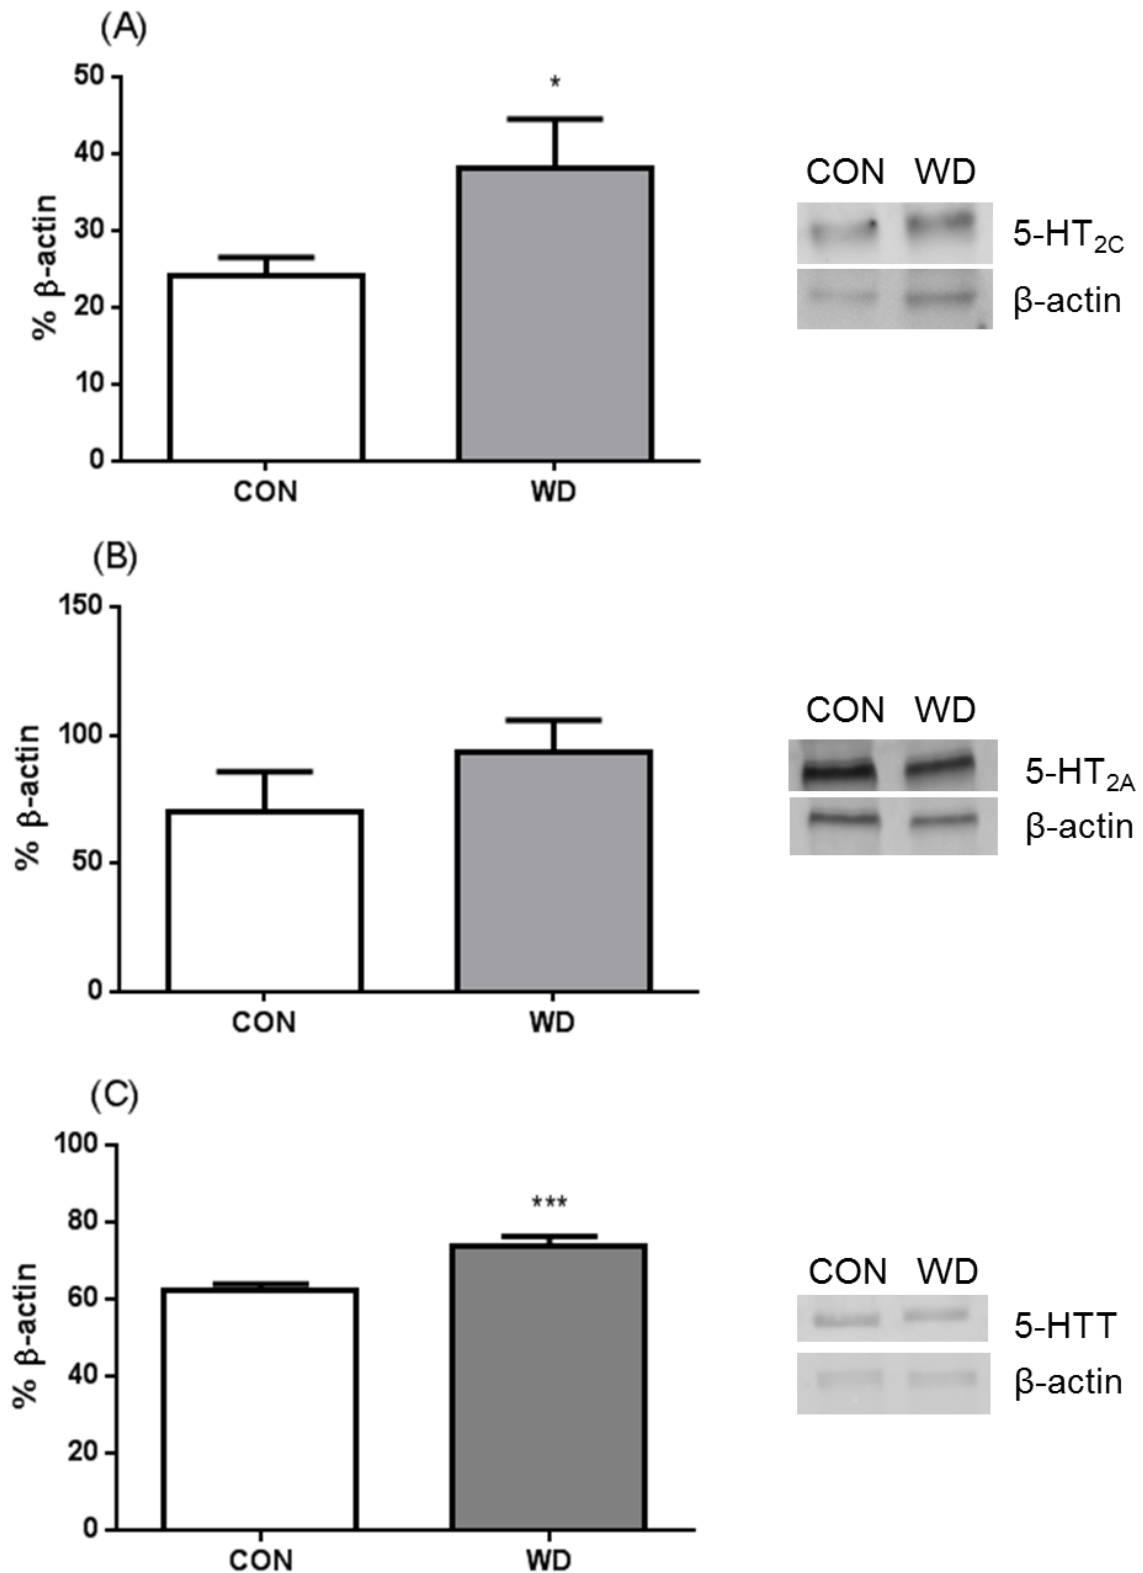 (A)
50
*
40
30
20
10
0
% β-actin
CON
WD
CON WD
5-HT2C
β-actin
(B)
150
100
50
0
% β-actin
CON
WD
CON WD
5-HT2A
β-actin
(C)
100
***
80
60
40
20
0
% β-actin
CON
WD
CON WD
5-HTT
β-actin